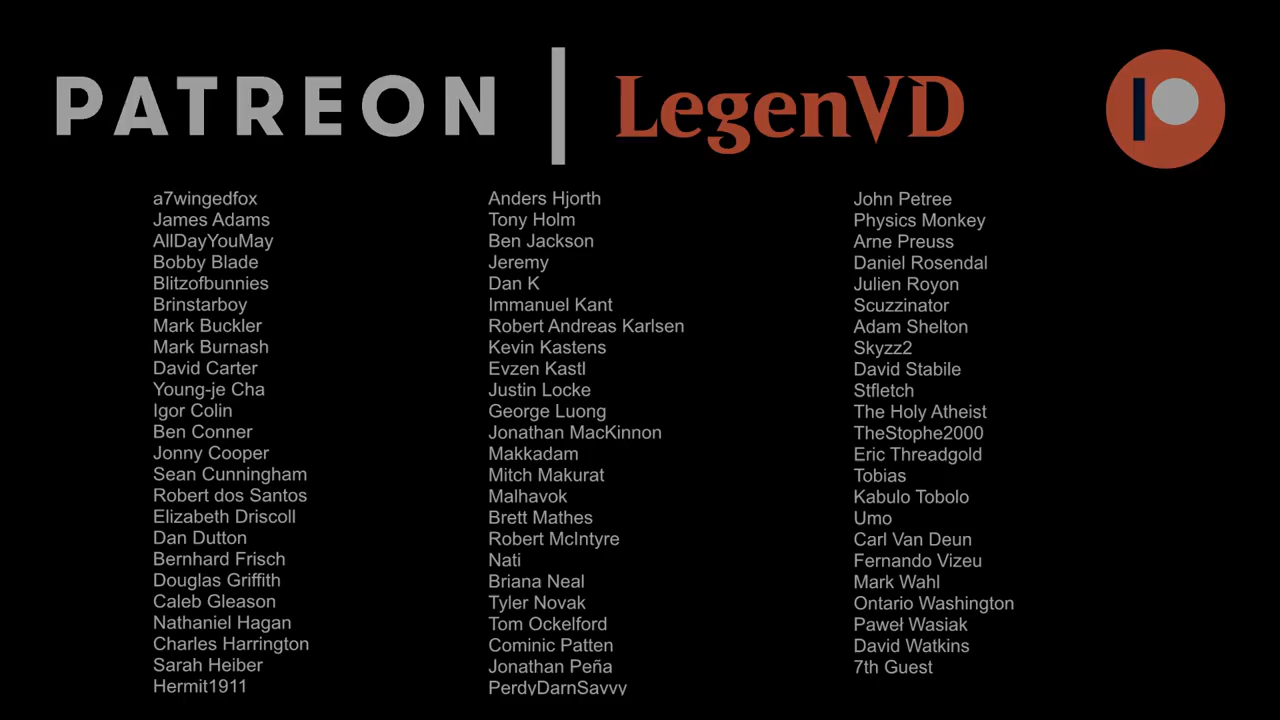 PATREON | LegenVD
a7wingedfox
James Adams
AllDayYouMay
Bobby Blade
Blitzofbunnies
Brinstarboy
Mark Buckler
Mark Burnash
David Carter
Young-je Cha
Igor Colin
Ben Conner
Jonny Cooper
Sean Cunningham
Robert dos Santos
Elizabeth Driscoll
Dan Dutton
Bernhard Frisch
Douglas Griffith
Caleb Gleason
Nathaniel Hagan
Charles Harrington
Sarah Heiber
Hermit1911
Anders Hjorth
Tony Holm
Ben Jackson
Jeremy
Dan K
Immanuel Kant
Robert Andreas Karlsen
Kevin Kastens
Evzen Kastl
Justin Locke
George Luong
Jonathan MacKinnon
Makkadam
Mitch Makurat
Malhavok
Brett Mathes
Robert McIntyre
Nati
Briana Neal
Tyler Novak
Tom Ockelford
Cominic Patten
Jonathan Peña
PerdyDarnSavvy
John Petree
Physics Monkey
Arne Preuss
Daniel Rosendal
Julien Royon
Scuzzinator
Adam Shelton
Skyzz2
David Stabile
Stfletch
The Holy Atheist
TheStophe2000
Eric Threadgold
Tobias
Kabulo Tobolo
Umo
Carl Van Deun
Fernando Vizeu
Mark Wahl
Ontario Washington
Paweł Wasiak
David Watkins
7th Guest